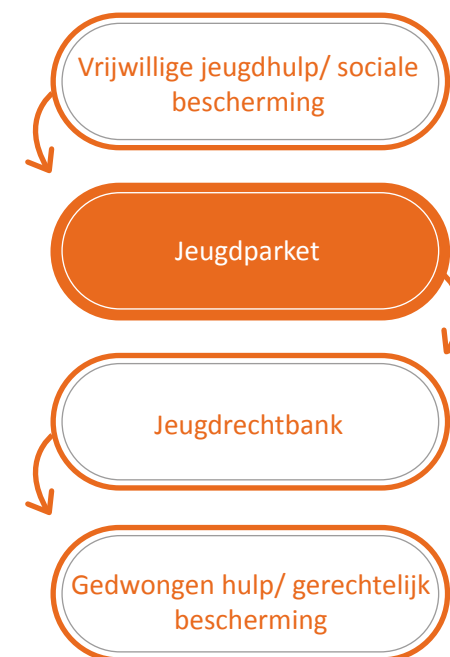 Vrijwillige jeugdhulp/ sociale
bescherming
Jeugdparket
Jeugdrechtbank
Gedwongen hulp/ gerechtelijk
bescherming